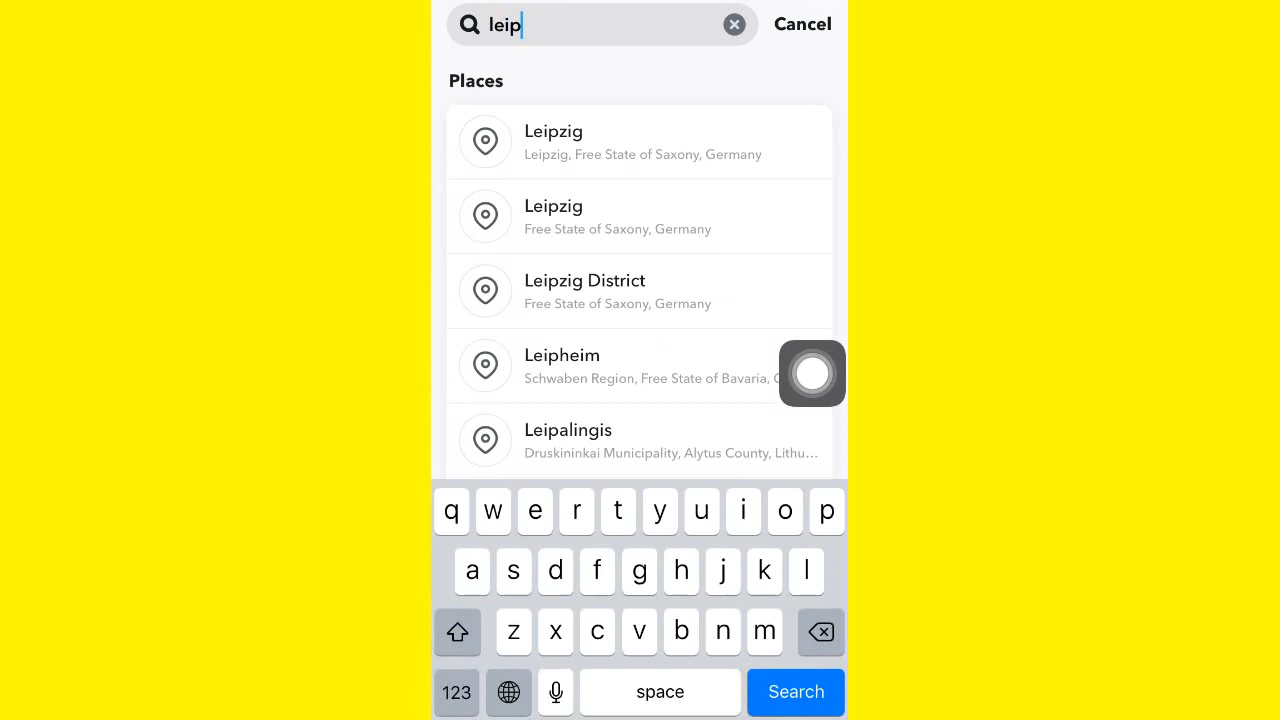 leip
Cancel
Places
Leipzig
Leipzig, Free State of Saxony, Germany
Leipzig
Free State of Saxony, Germany
Leipzig District
Free State of Saxony, Germany
Leipheim
Schwaben Region, Free State of Bavaria,
Leipalingis
Druskininkai Municipality, Alytus County, Lithu...
q w e r t y u i o p
a s d f g h j k l
z x c v b n m
123 space Search